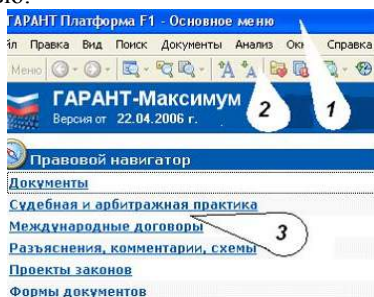 ГАРАНТ Платформа F1 - Основное меню
йл Правка Вид Поиск Документы Анализ Окн Справка
Меню
ГАРАНТ-Максимум
Версия от 22.04.2006 г.
2
1
Правовой навигатор
Документы
Судебная и арбитражная практика
Международные договоры
3
Разъяснения, комментарии, схемы
Проекты законов
Формы документов